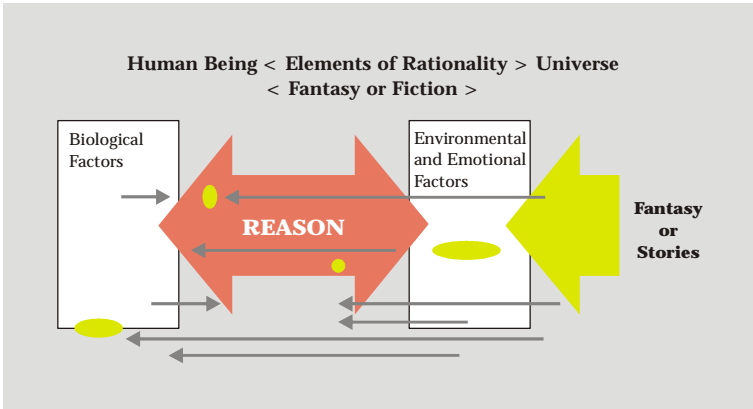 Human Being < Elements of Rationality > Universe
< Fantasy or Fiction >
Biological
Factors
Environmental
and Emotional
Factors
REASON
Fantasy
or
Stories